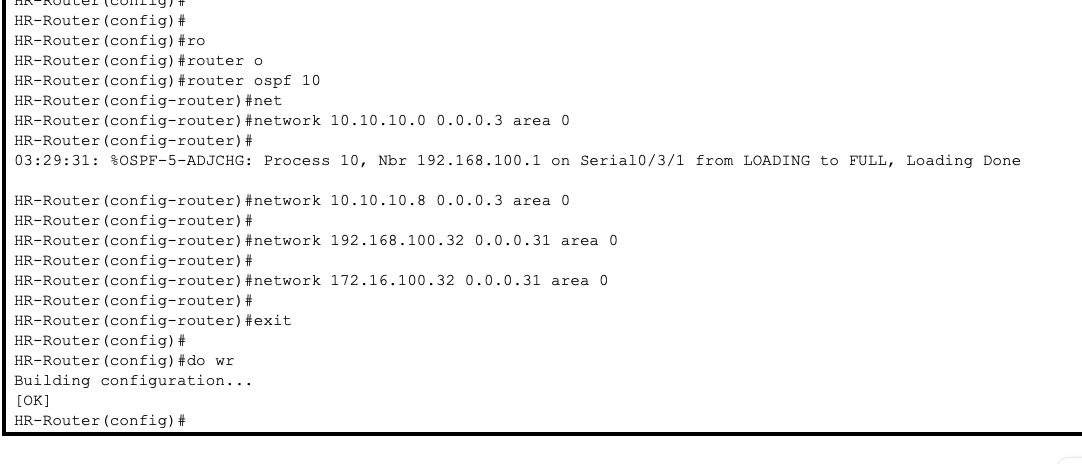 HR-Router(config)#
HR-Router(config)#
HR-Router(config)#ro
HR-Router(config)#router o
HR-Router(config)#router ospf 10
HR-Router(config-router)#net
HR-Router(config-router)#network 10.10.10.0 0.0.0.3 area 0
HR-Router(config-router)#
03:29:31: %OSPF-5-ADJCHG: Process 10, Nbr 192.168.100.1 on Serial0/3/1 from LOADING to FULL, Loading Done
HR-Router(config-router)#network 10.10.10.8 0.0.0.3 area 0
HR-Router(config-router)#
HR-Router(config-router)#network 192.168.100.32 0.0.0.31 area 0
HR-Router(config-router)#
HR-Router(config-router)#network 172.16.100.32 0.0.0.31 area 0
HR-Router(config-router)#
HR-Router(config-router)#exit
HR-Router(config)#
HR-Router(config)#do wr
Building configuration...
[OK]
HR-Router(config)#